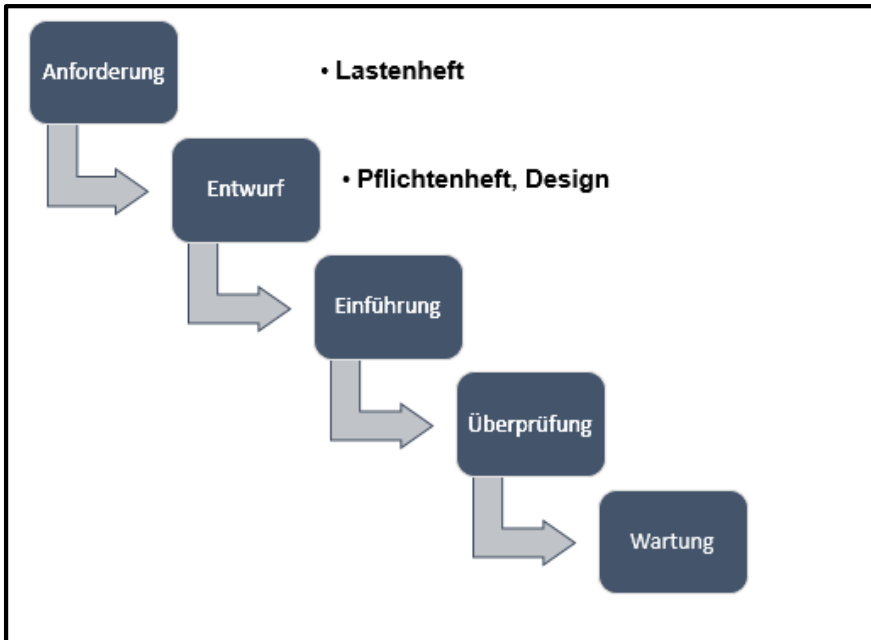 Anforderung
• Lastenheft
Entwurf
• Pflichtenheft, Design
Einführung
Überprüfung
Wartung